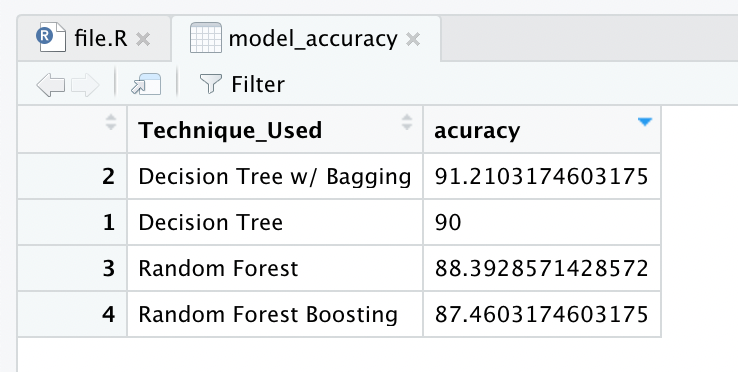 file.R model_accuracy
Filter
Technique_Used acuracy
2 Decision Tree w/ Bagging 91.2103174603175
1 Decision Tree 90
3 Random Forest 88.3928571428572
4 Random Forest Boosting 87.4603174603175